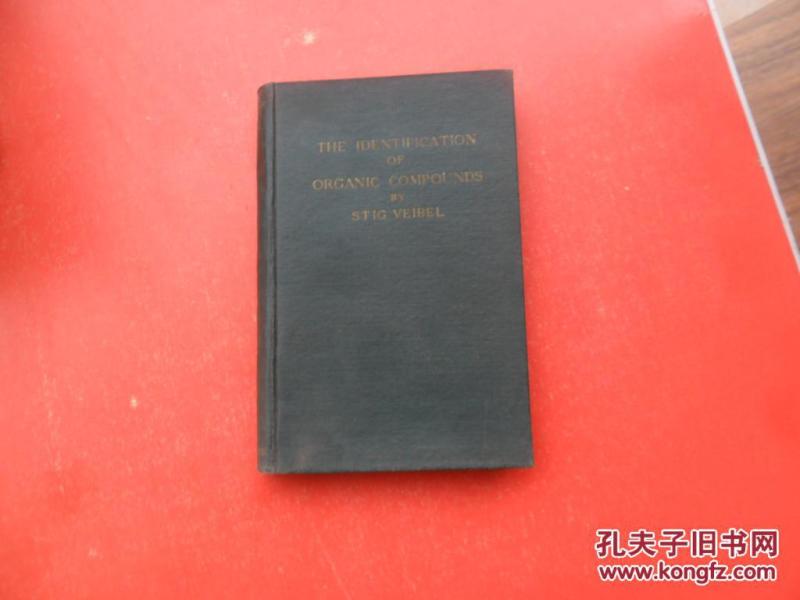 THE IDENTIFICATION
OF
ORGANIC COMPOUNDS
BY
STIG VEIBEL
孔夫子旧书网
www.kongfz.com